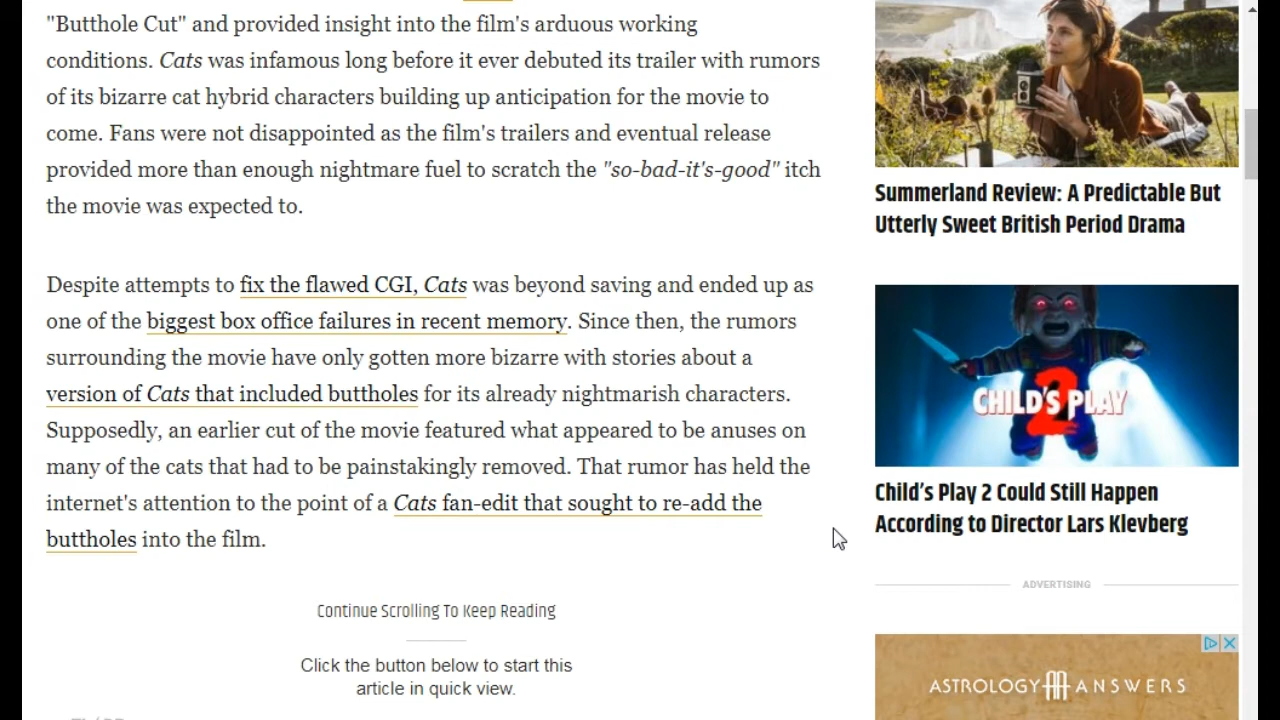 "Butthole Cut" and provided insight into the film's arduous working
conditions. Cats was infamous long before it ever debuted its trailer with rumors
of its bizarre cat hybrid characters building up anticipation for the movie to
come. Fans were not disappointed as the film's trailers and eventual release
provided more than enough nightmare fuel to scratch the "so-bad-it's-good" itch
the movie was expected to.
Despite attempts to fix the flawed CGI, Cats was beyond saving and ended up as
one of the biggest box office failures in recent memory. Since then, the rumors
surrounding the movie have only gotten more bizarre with stories about a
version of Cats that included buttholes for its already nightmarish characters.
Supposedly, an earlier cut of the movie featured what appeared to be anuses on
many of the cats that had to be painstakingly removed. That rumor has held the
internet's attention to the point of a Cats fan-edit that sought to re-add the
buttholes into the film.
Continue Scrolling To Keep Reading
Click the button below to start this
article in quick view.
Summerland Review: A Predictable But
Utterly Sweet British Period Drama
CHILD'S PLAY
2
Child's Play 2 Could Still Happen
According to Director Lars Klevberg
ADVERTISING
ASTROLOGY ANSWERS